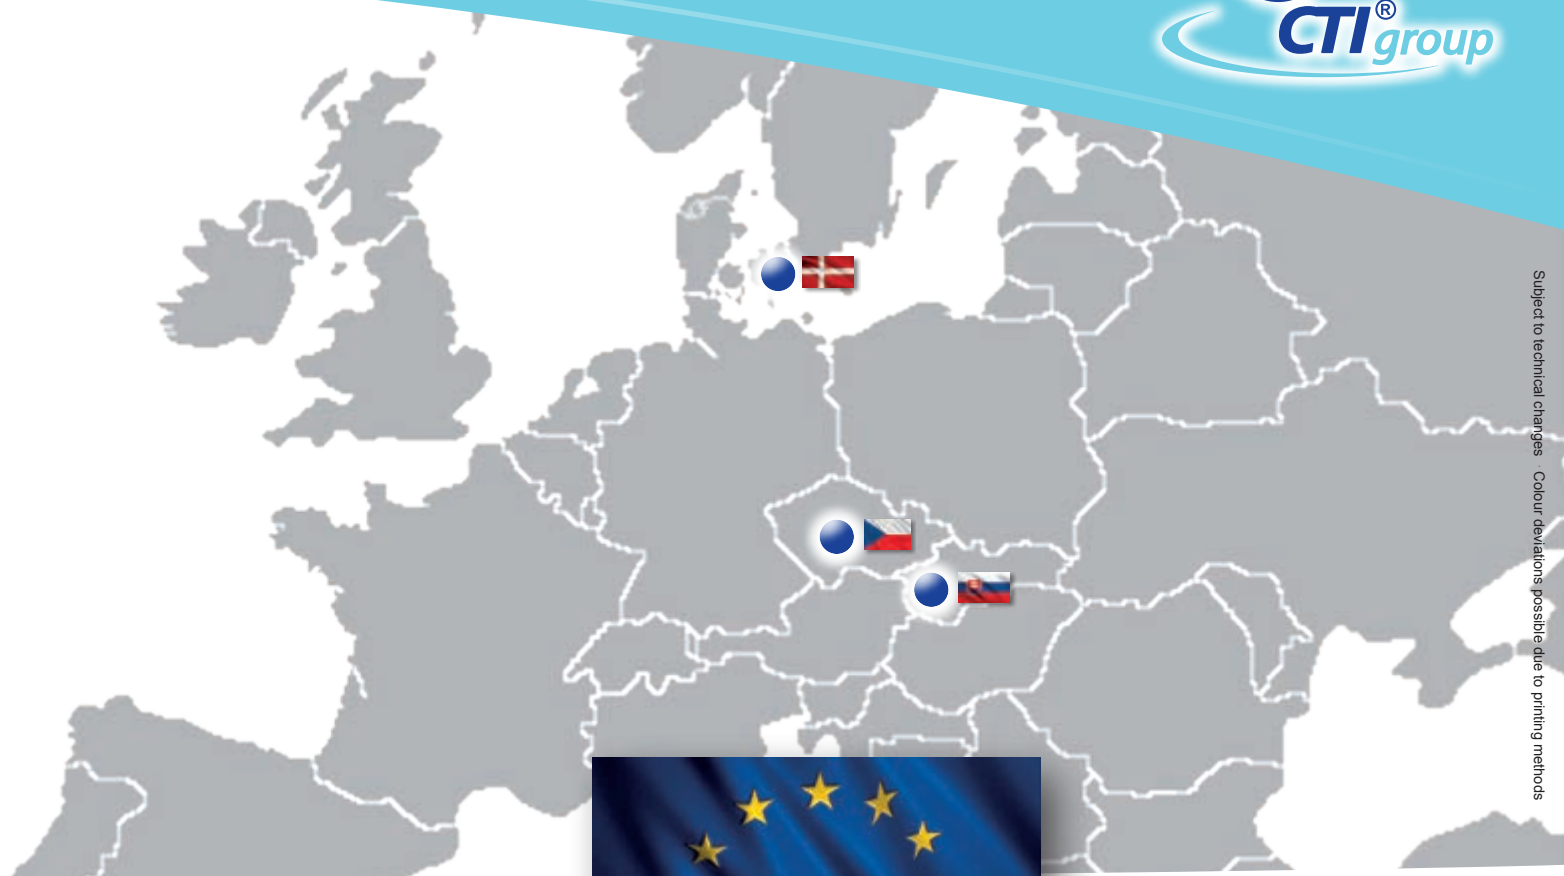 CTI®
group
Subject to technical changes · Colour deviations possible due to printing methods